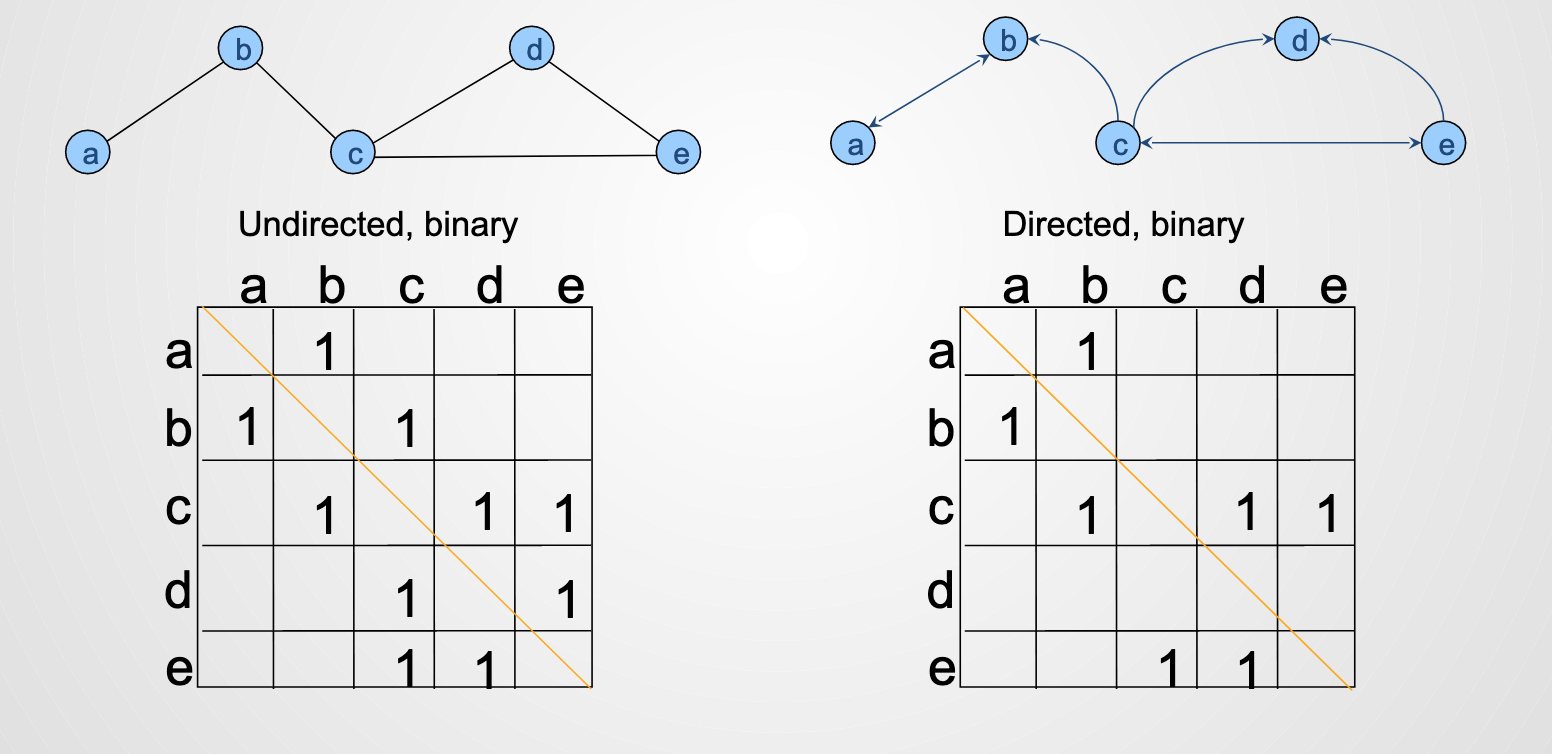 b
d
a
c
e
b
d
a
c
e
Undirected, binary
a b c d e
a 1
b 1 1
c 1 1 1
d 1 1
e 1 1
Directed, binary
a b c d e
a 1
b 1
c 1 1 1
d
e 1 1